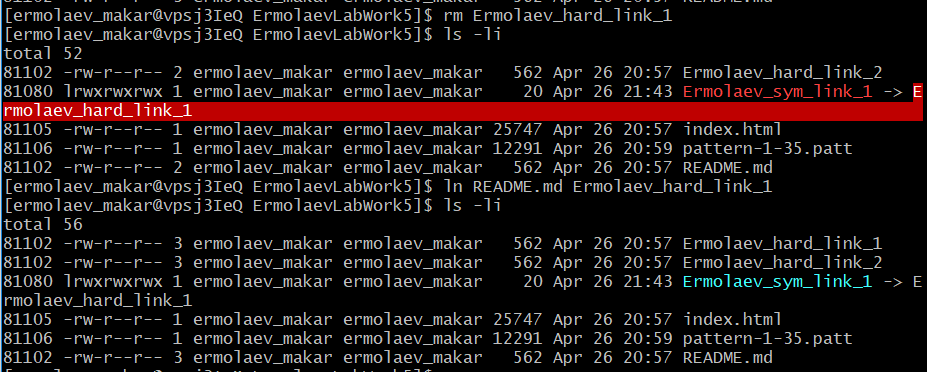 [ermolaev_makar@vpsj3IeQ ErmolaevLabWork5]$ rm Ermolaev_hard_link_1
[ermolaev_makar@vpsj3IeQ ErmolaevLabWork5]$ ls -li
total 52
81102 -rw-r--r-- 2 ermolaev_makar ermolaev_makar   562 Apr 26 20:57 Ermolaev_hard_link_2
81080 lrwxrwxrwx 1 ermolaev_makar ermolaev_makar    20 Apr 26 21:43 Ermolaev_sym_link_1 -> E
rmolaev_hard_link_1
81105 -rw-r--r-- 1 ermolaev_makar ermolaev_makar 25747 Apr 26 20:57 index.html
81106 -rw-r--r-- 1 ermolaev_makar ermolaev_makar 12291 Apr 26 20:59 pattern-1-35.patt
81102 -rw-r--r-- 2 ermolaev_makar ermolaev_makar   562 Apr 26 20:57 README.md
[ermolaev_makar@vpsj3IeQ ErmolaevLabWork5]$ ln README.md Ermolaev_hard_link_1
[ermolaev_makar@vpsj3IeQ ErmolaevLabWork5]$ ls -li
total 56
81102 -rw-r--r-- 3 ermolaev_makar ermolaev_makar   562 Apr 26 20:57 Ermolaev_hard_link_1
81102 -rw-r--r-- 3 ermolaev_makar ermolaev_makar   562 Apr 26 20:57 Ermolaev_hard_link_2
81080 lrwxrwxrwx 1 ermolaev_makar ermolaev_makar    20 Apr 26 21:43 Ermolaev_sym_link_1 -> E
rmolaev_hard_link_1
81105 -rw-r--r-- 1 ermolaev_makar ermolaev_makar 25747 Apr 26 20:57 index.html
81106 -rw-r--r-- 1 ermolaev_makar ermolaev_makar 12291 Apr 26 20:59 pattern-1-35.patt
81102 -rw-r--r-- 3 ermolaev_makar ermolaev_makar   562 Apr 26 20:57 README.md